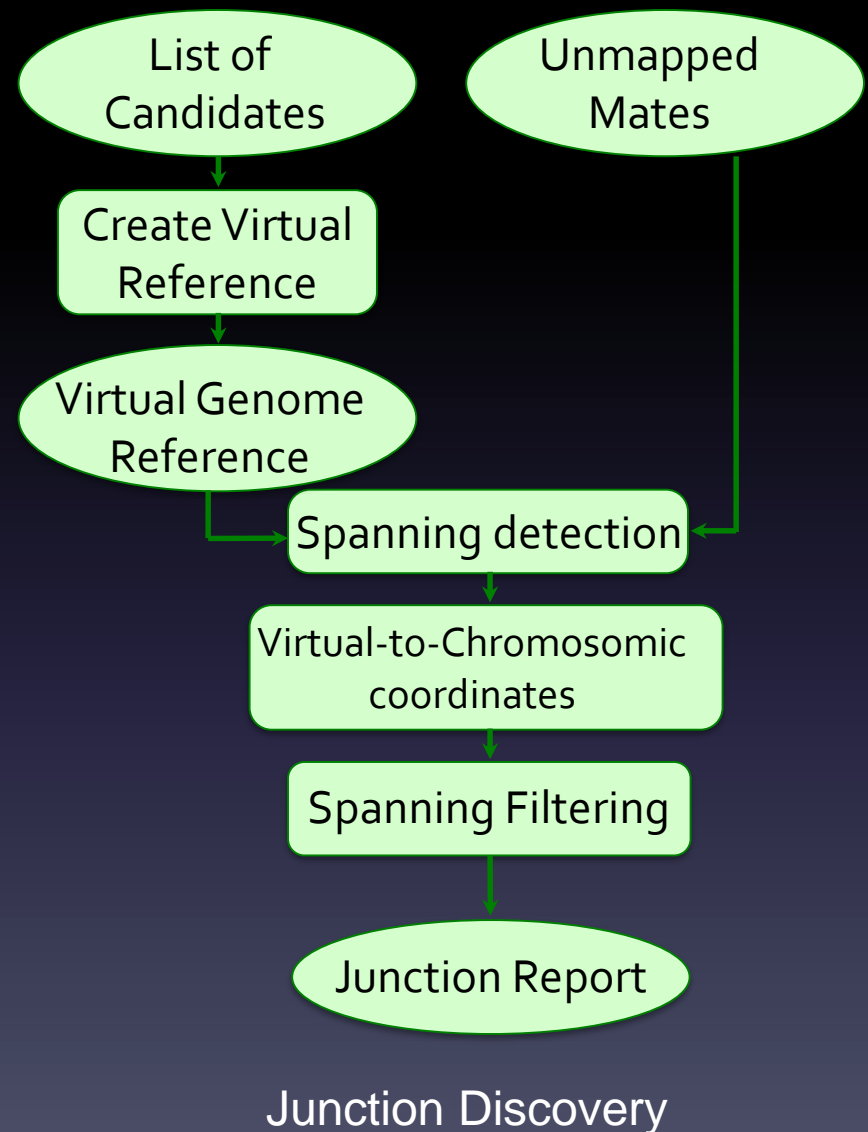 List of
Candidates
Unmapped
Mates
Create Virtual
Reference
Virtual Genome
Reference
Spanning detection
Virtual-to-Chromosomic
coordinates
Spanning Filtering
Junction Report
Junction Discovery